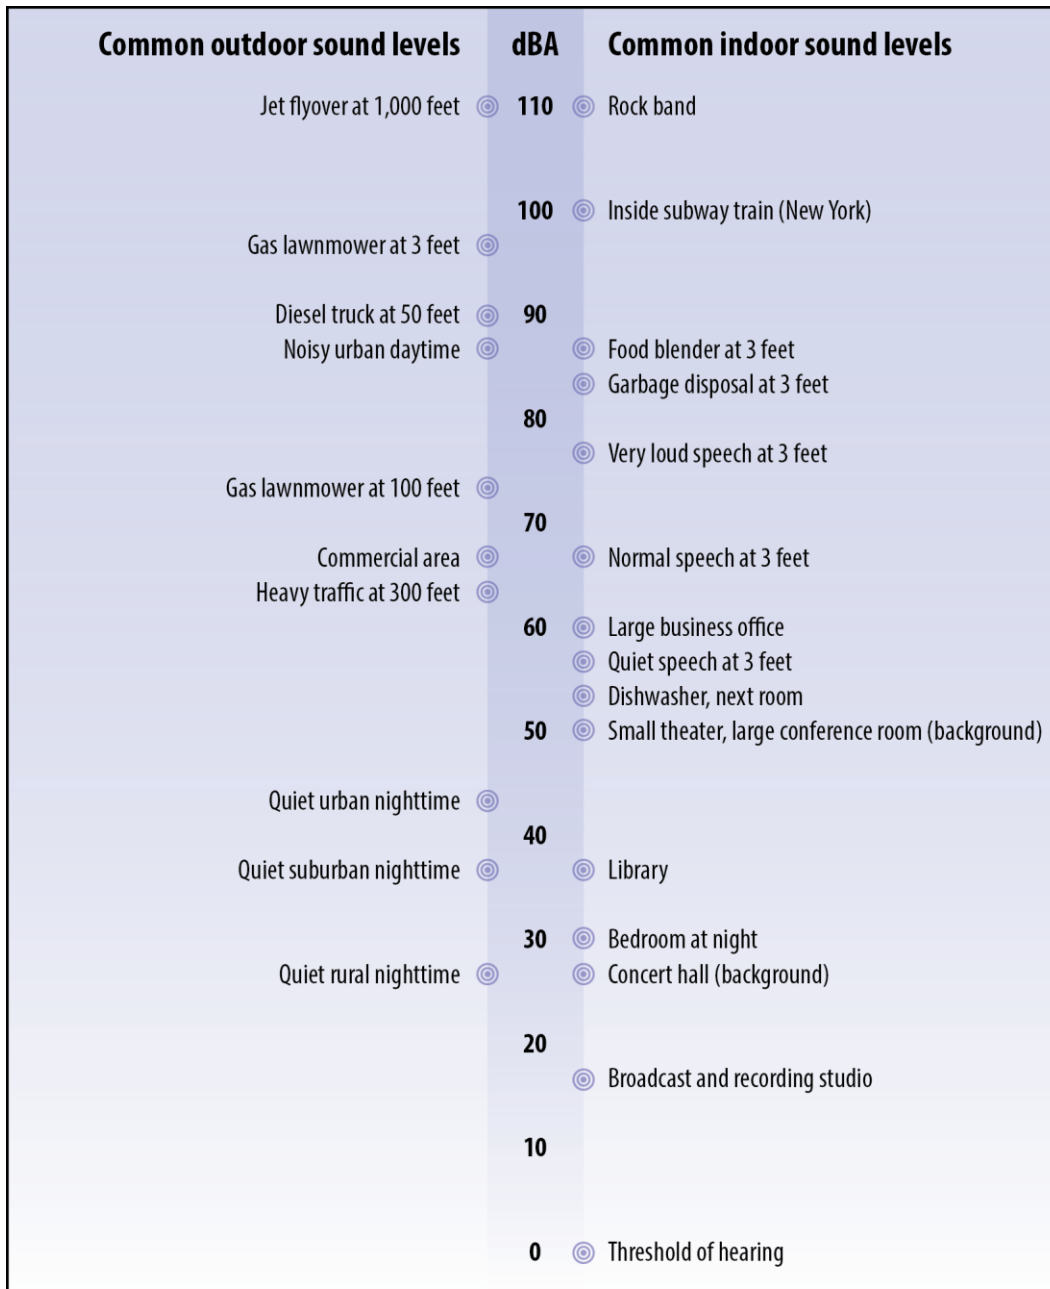 Common outdoor sound levels dBA Common indoor sound levels
Jet flyover at 1,000 feet 110 Rock band
100 Inside subway train (New York)
Gas lawnmower at 3 feet
Diesel truck at 50 feet 90
Noisy urban daytime Food blender at 3 feet
Garbage disposal at 3 feet
80
Very loud speech at 3 feet
Gas lawnmower at 100 feet
70
Commercial area Normal speech at 3 feet
Heavy traffic at 300 feet
60 Large business office
Quiet speech at 3 feet
Dishwasher, next room
50 Small theater, large conference room (background)
Quiet urban nighttime
40
Quiet suburban nighttime Library
30 Bedroom at night
Quiet rural nighttime Concert hall (background)
20
Broadcast and recording studio
10
0 Threshold of hearing